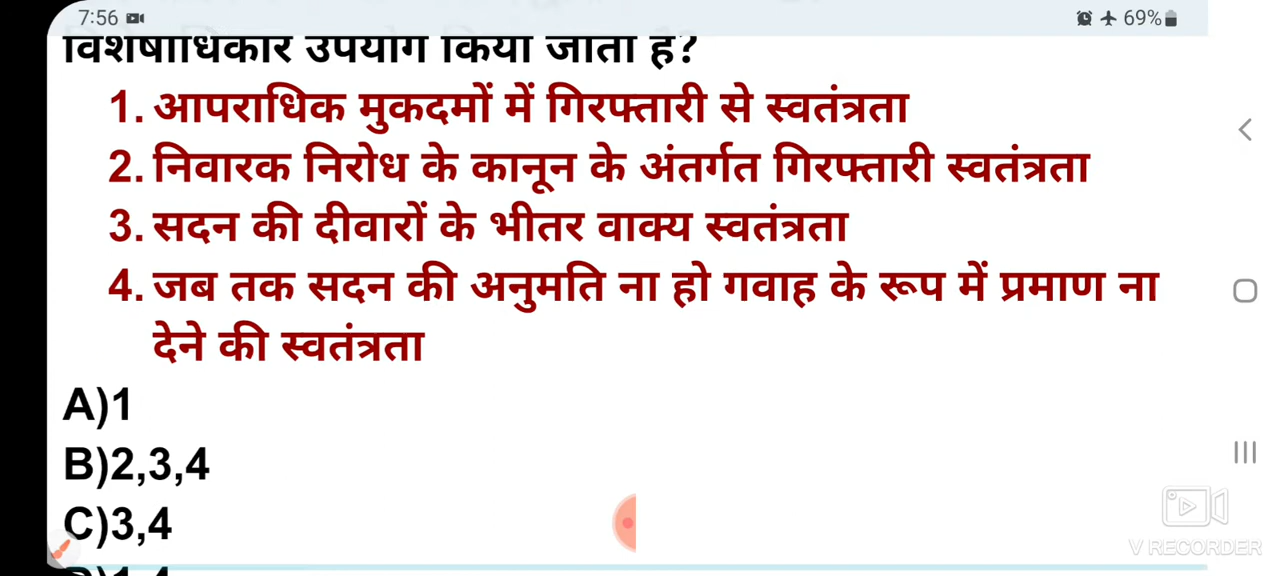 7:56
69%
विशेषाधिकार उपयोग किया जाता है?
1. आपराधिक मुकदमों में गिरफ्तारी से स्वतंत्रता
2. निवारक निरोध के कानून के अंतर्गत गिरफ्तारी स्वतंत्रता
3. सदन की दीवारों के भीतर वाक्य स्वतंत्रता
4. जब तक सदन की अनुमति ना हो गवाह के रूप में प्रमाण ना
देने की स्वतंत्रता
A)1
B)2,3,4
C)3,4
V RECORDER